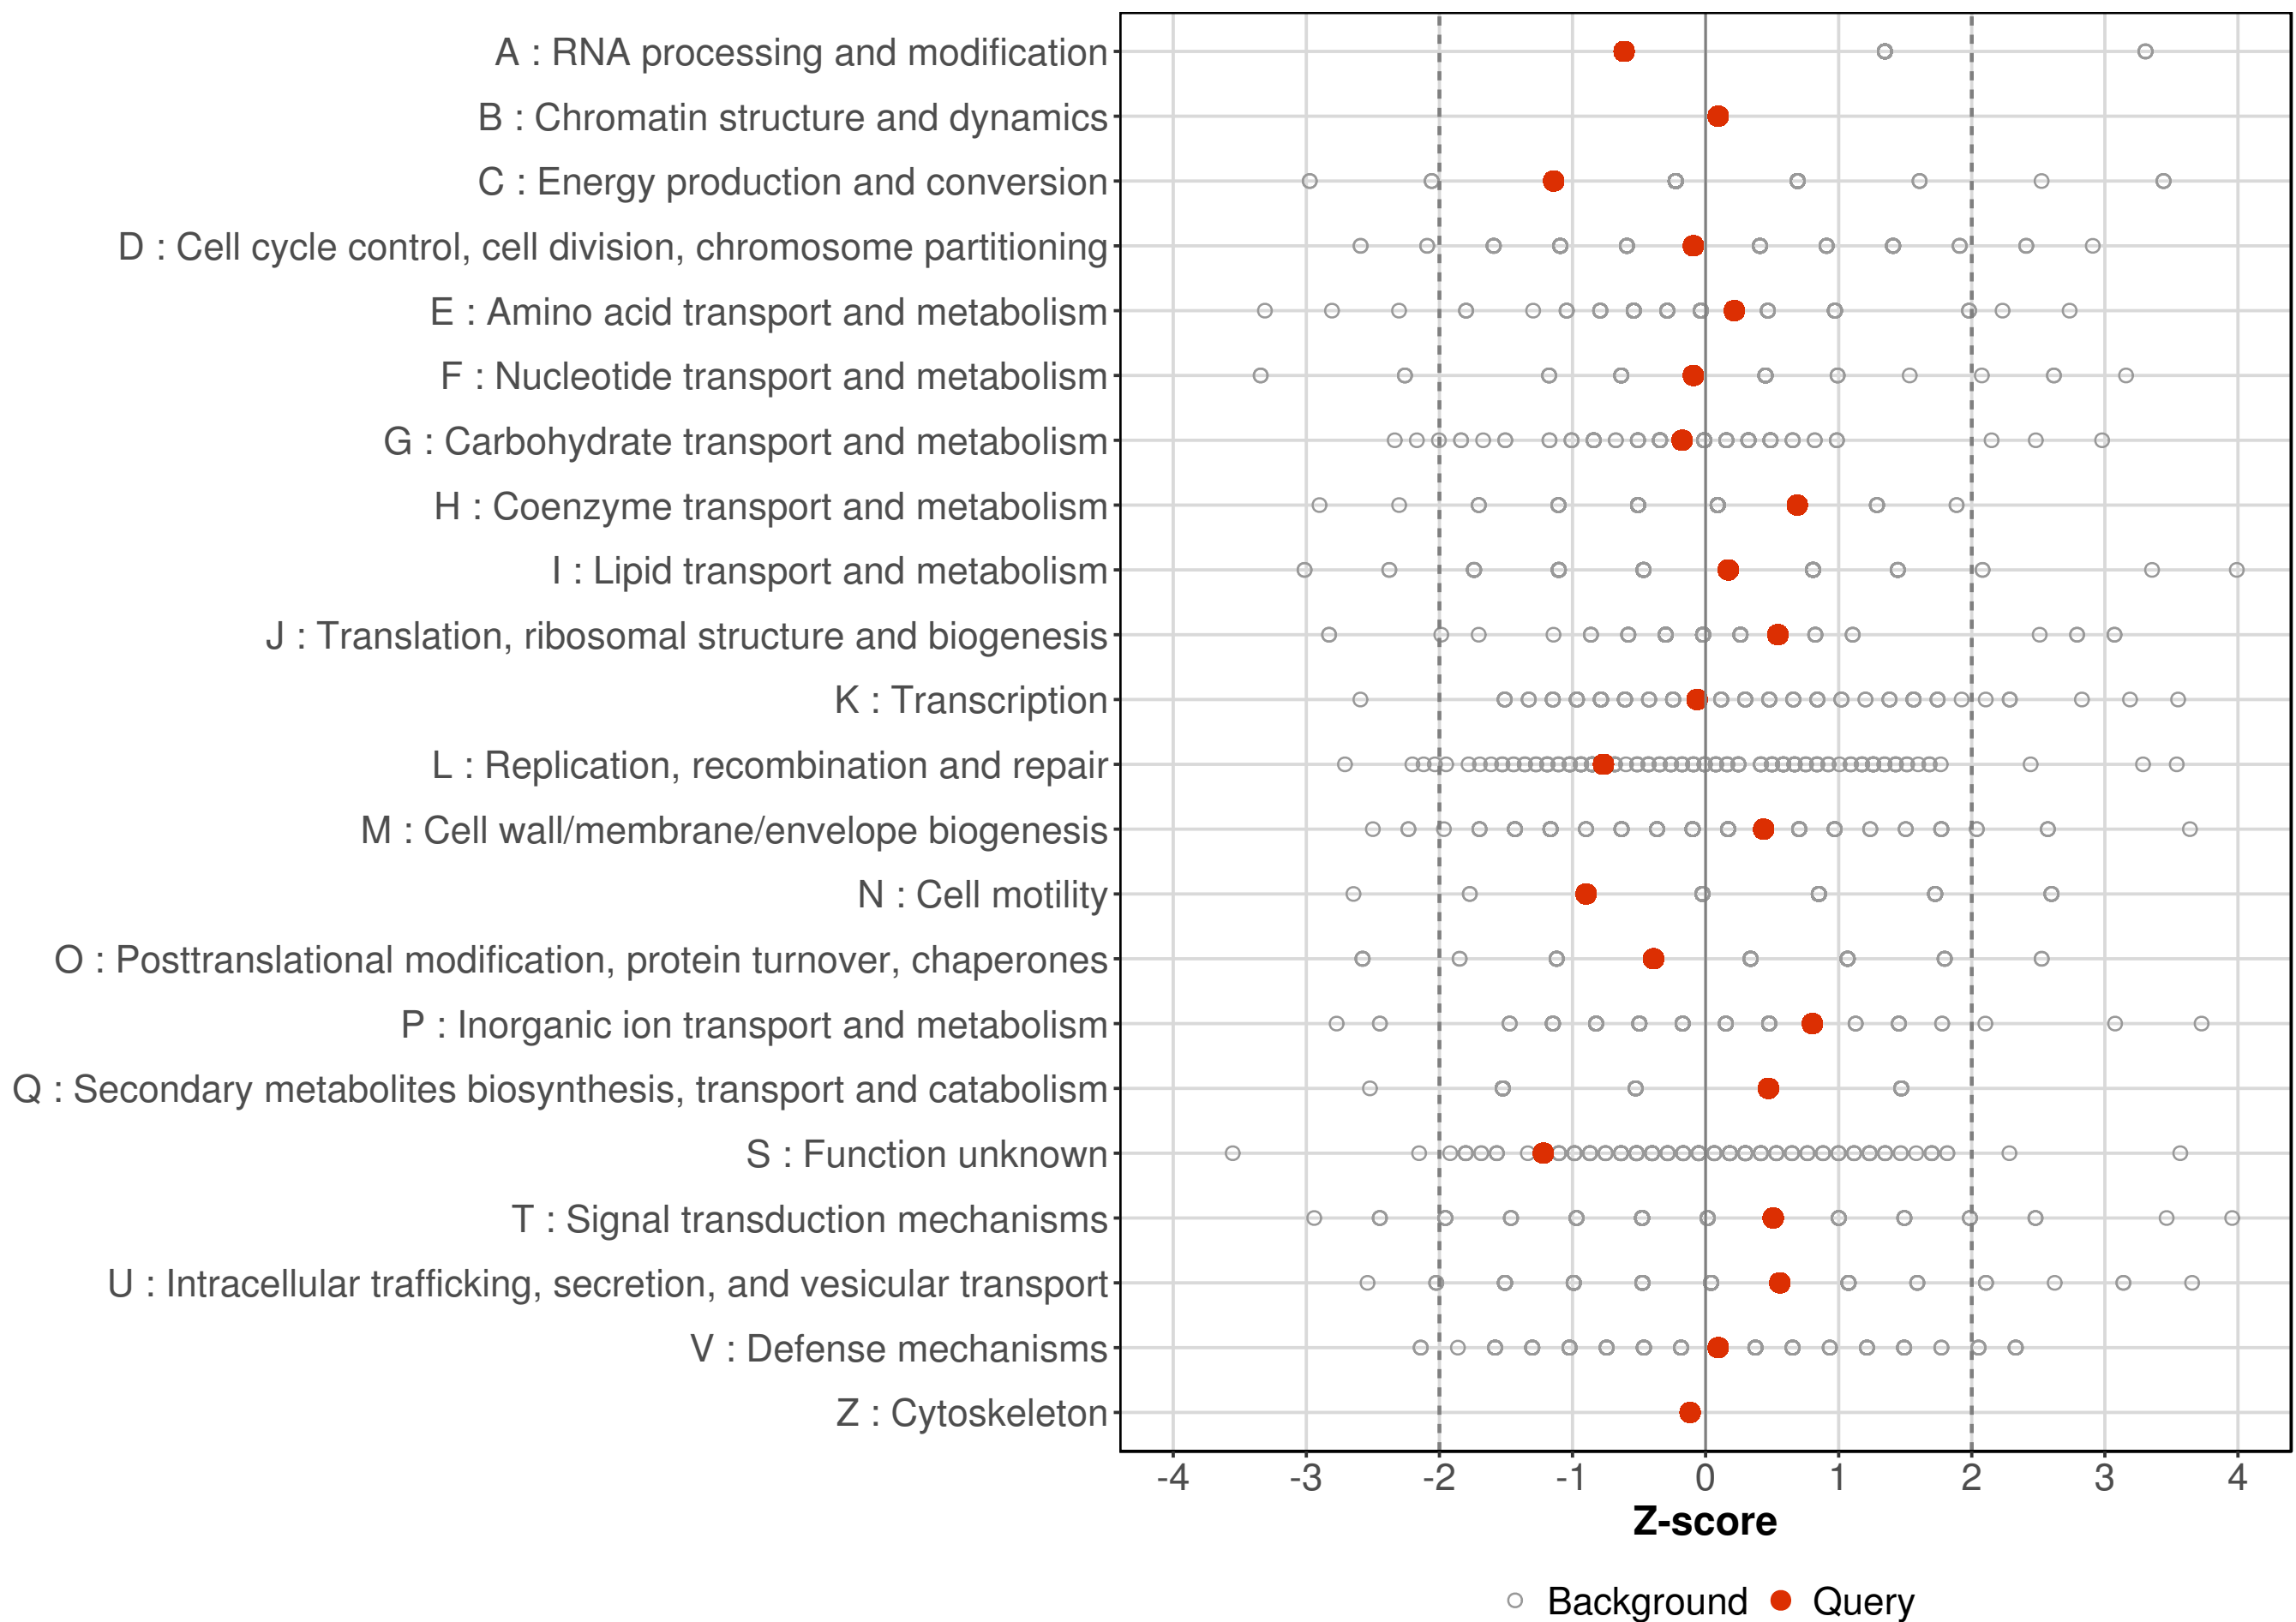 A : RNA processing and modification
B : Chromatin structure and dynamics
C : Energy production and conversion
D : Cell cycle control, cell division, chromosome partitioning
E : Amino acid transport and metabolism
F : Nucleotide transport and metabolism
G : Carbohydrate transport and metabolism
H : Coenzyme transport and metabolism
I : Lipid transport and metabolism
J : Translation, ribosomal structure and biogenesis
K : Transcription
L : Replication, recombination and repair
M : Cell wall/membrane/envelope biogenesis
N : Cell motility
O : Posttranslational modification, protein turnover, chaperones
P : Inorganic ion transport and metabolism
Q : Secondary metabolites biosynthesis, transport and catabolism
S : Function unknown
T : Signal transduction mechanisms
U : Intracellular trafficking, secretion, and vesicular transport
V : Defense mechanisms
Z : Cytoskeleton
-4 -3 -2 -1 0 1 2 3 4
Z-score
Background Query